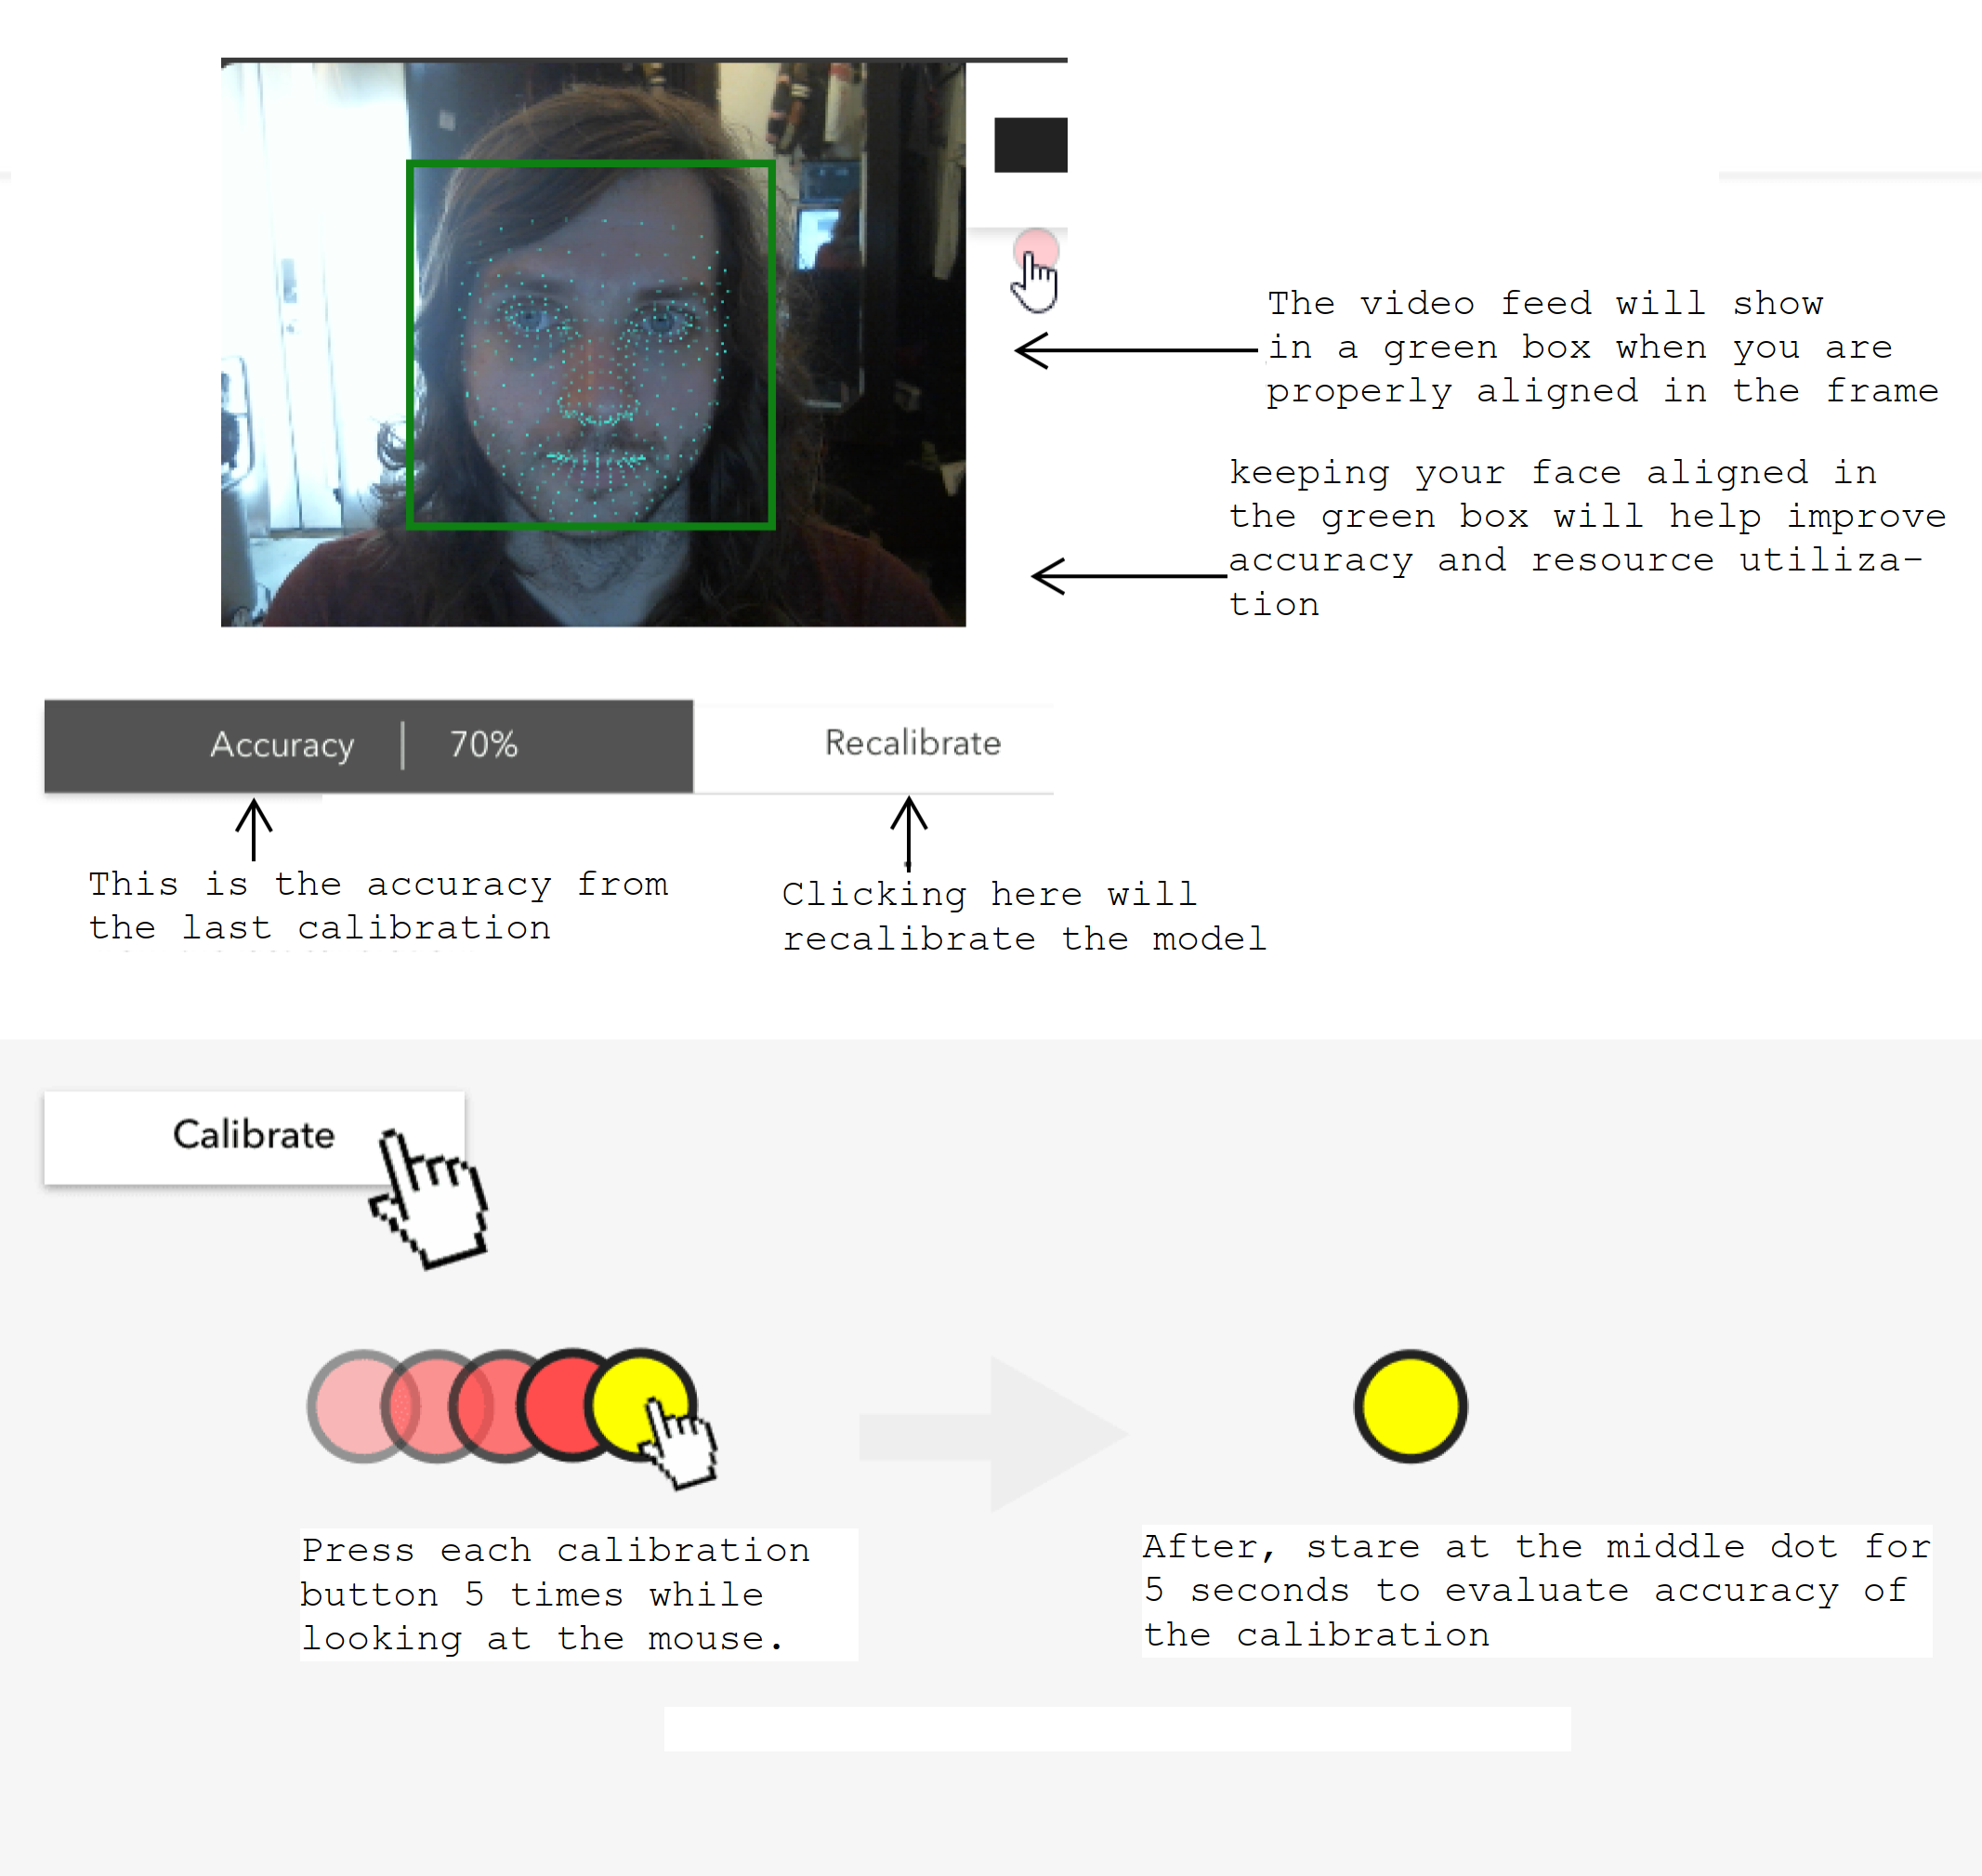 The video feed will show
in a green box when you are
properly aligned in the frame
keeping your face aligned in
the green box will help improve
accuracy and resource utiliza-
tion
Accuracy | 70%
Recalibrate
This is the accuracy from
the last calibration
Clicking here will
recalibrate the model
Calibrate
Press each calibration
button 5 times while
looking at the mouse.
After, stare at the middle dot for
5 seconds to evaluate accuracy of
the calibration